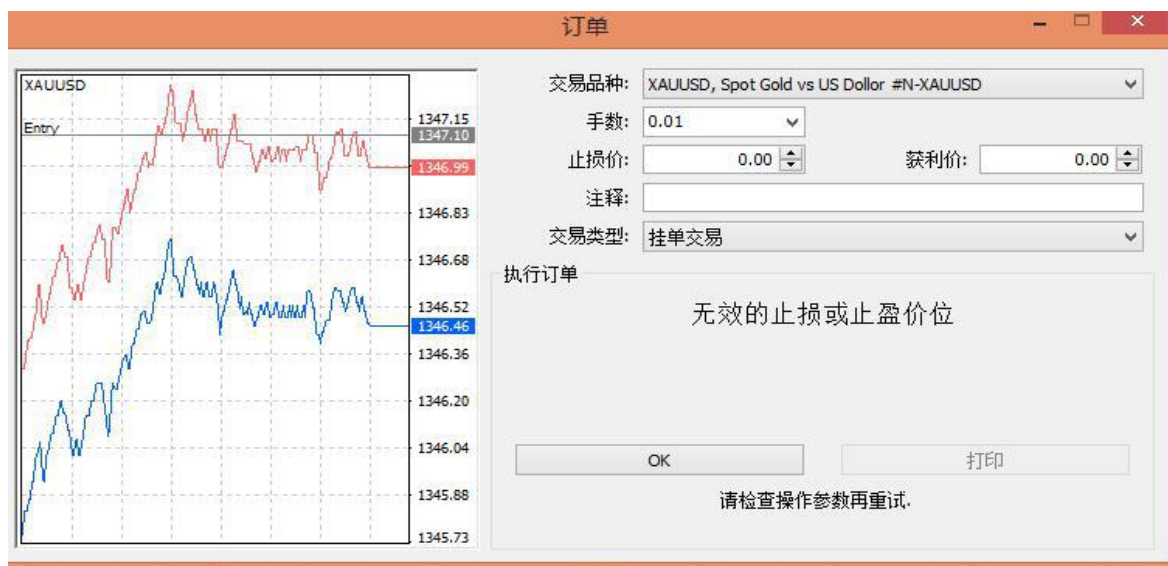 订单
XAUUSD
Entry
1347.15
1347.10
1346.99
1346.83
1346.68
1346.52
1346.46
1346.36
1346.20
1346.04
1345.88
1345.73
交易品种: XAUUSD, Spot Gold vs US Dollor #N-XAUUSD
手数: 0.01
止损价: 0.00 获利价: 0.00
注释:
交易类型: 挂单交易
执行订单
无效的止损或止盈价位
OK 打印
请检查操作参数再重试.